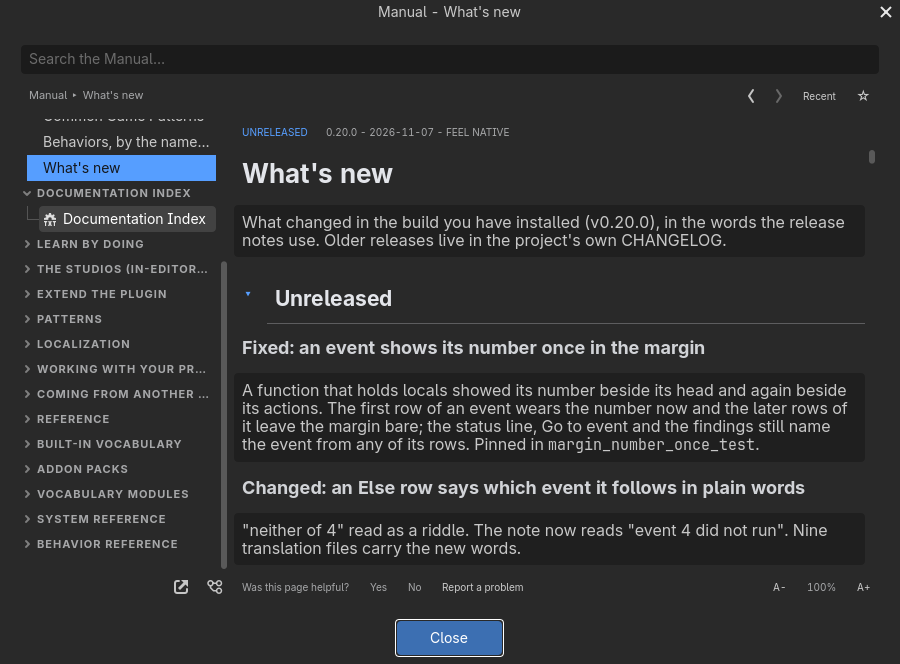 Manual - What's new
Search the Manual...
Manual ‣ What's new
Recent
Common Game Patterns
Behaviors, by the name...
What's new
DOCUMENTATION INDEX
TXT
Documentation Index
LEARN BY DOING
THE STUDIOS (IN-EDITOR...
EXTEND THE PLUGIN
PATTERNS
LOCALIZATION
WORKING WITH YOUR PR...
COMING FROM ANOTHER ...
REFERENCE
BUILT-IN VOCABULARY
ADDON PACKS
VOCABULARY MODULES
SYSTEM REFERENCE
BEHAVIOR REFERENCE
UNRELEASED 0.20.0 - 2026-11-07 - FEEL NATIVE
What's new
What changed in the build you have installed (v0.20.0), in the words the release
notes use. Older releases live in the project's own CHANGELOG.
Unreleased
Fixed: an event shows its number once in the margin
A function that holds locals showed its number beside its head and again beside
its actions. The first row of an event wears the number now and the later rows of
it leave the margin bare; the status line, Go to event and the findings still name
the event from any of its rows. Pinned in margin_number_once_test.
Changed: an Else row says which event it follows in plain words
"neither of 4" read as a riddle. The note now reads "event 4 did not run". Nine
translation files carry the new words.
Was this page helpful? Yes No Report a problem
A- 100% A+
Close